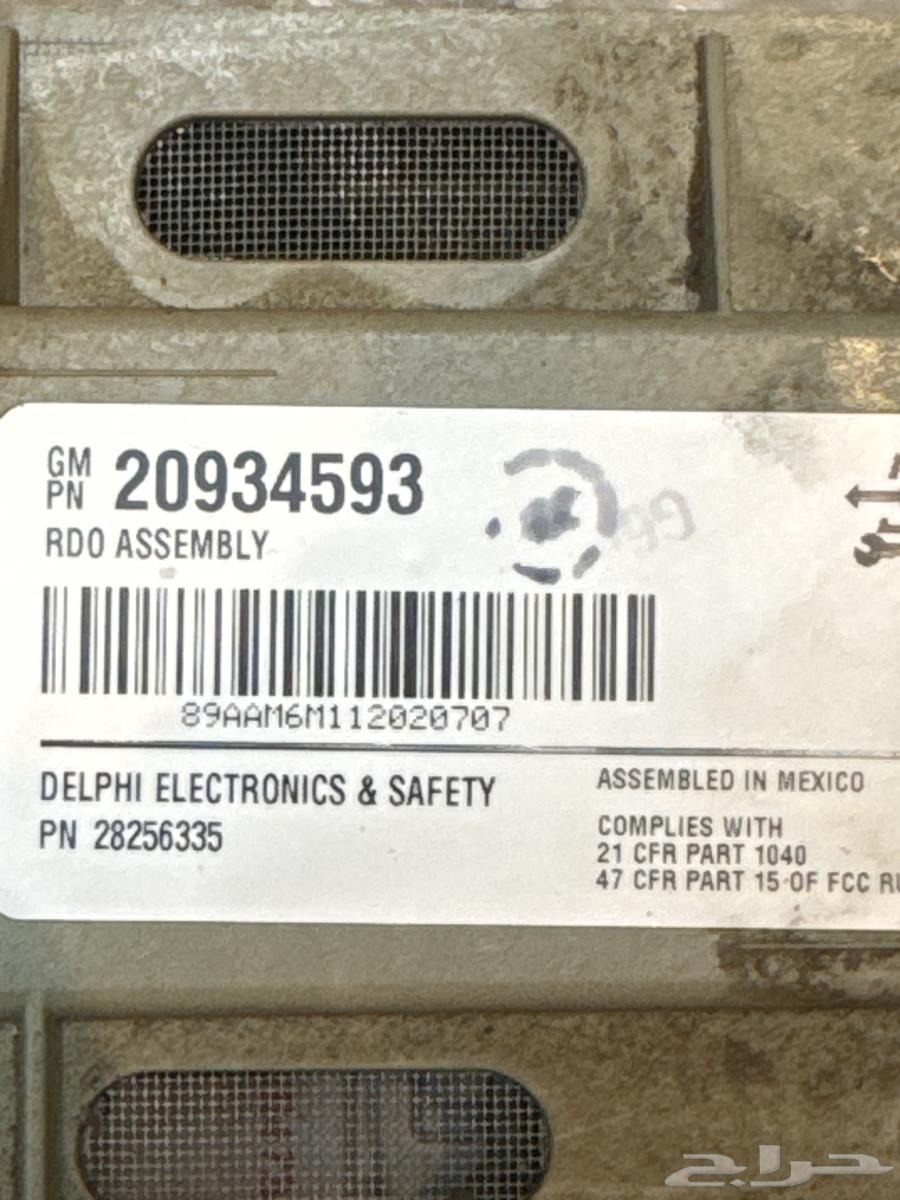 GM
PN 20934593
RDO ASSEMBLY
89AAM6M112020707
DELPHI ELECTRONICS & SAFETY
PN 28256335
ASSEMBLED IN MEXICO
COMPLIES WITH
21 CFR PART 1040
47 CFR PART 15 OF FCC
حراج